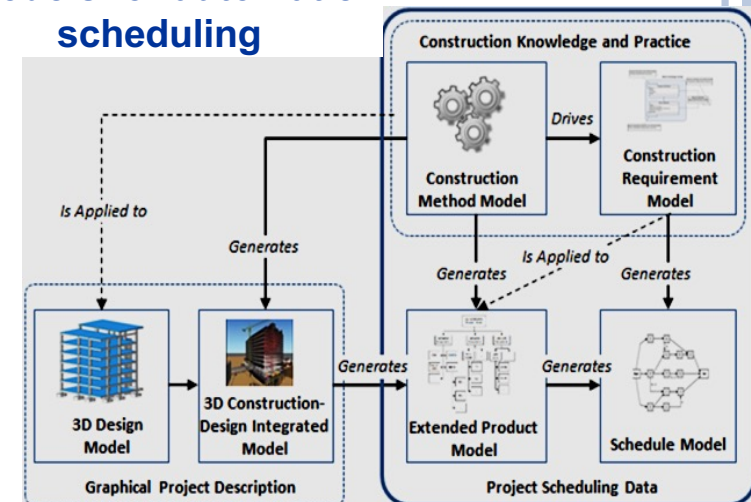 scheduling
Construction Knowledge and Practice
Drives
Construction
Method Model
Construction
Requirement
Model
Is Applied to
Generates
Is Applied to
Generates
Generates
Generates
Generates
3D Design
Model
3D Construction-
Design Integrated
Model
Extended Product
Model
Schedule Model
Graphical Project Description
Project Scheduling Data